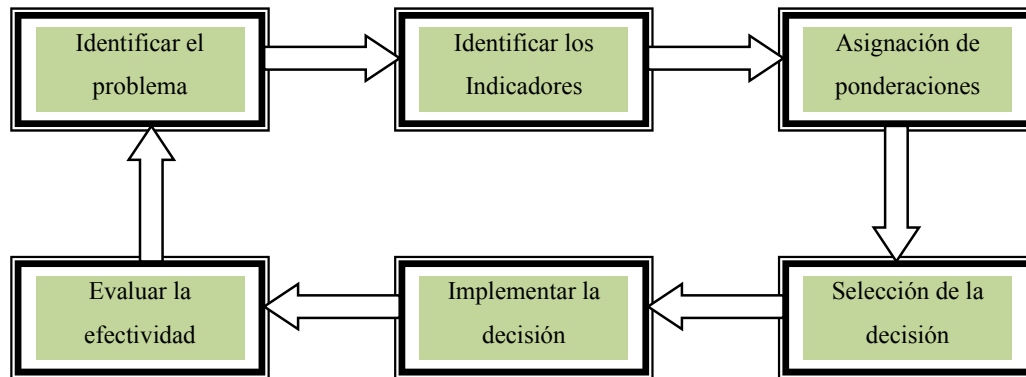 Identificar el
problema
Identificar los
Indicadores
Asignación de
ponderaciones
Evaluar la
efectividad
Implementar la
decisión
Selección de la
decisión